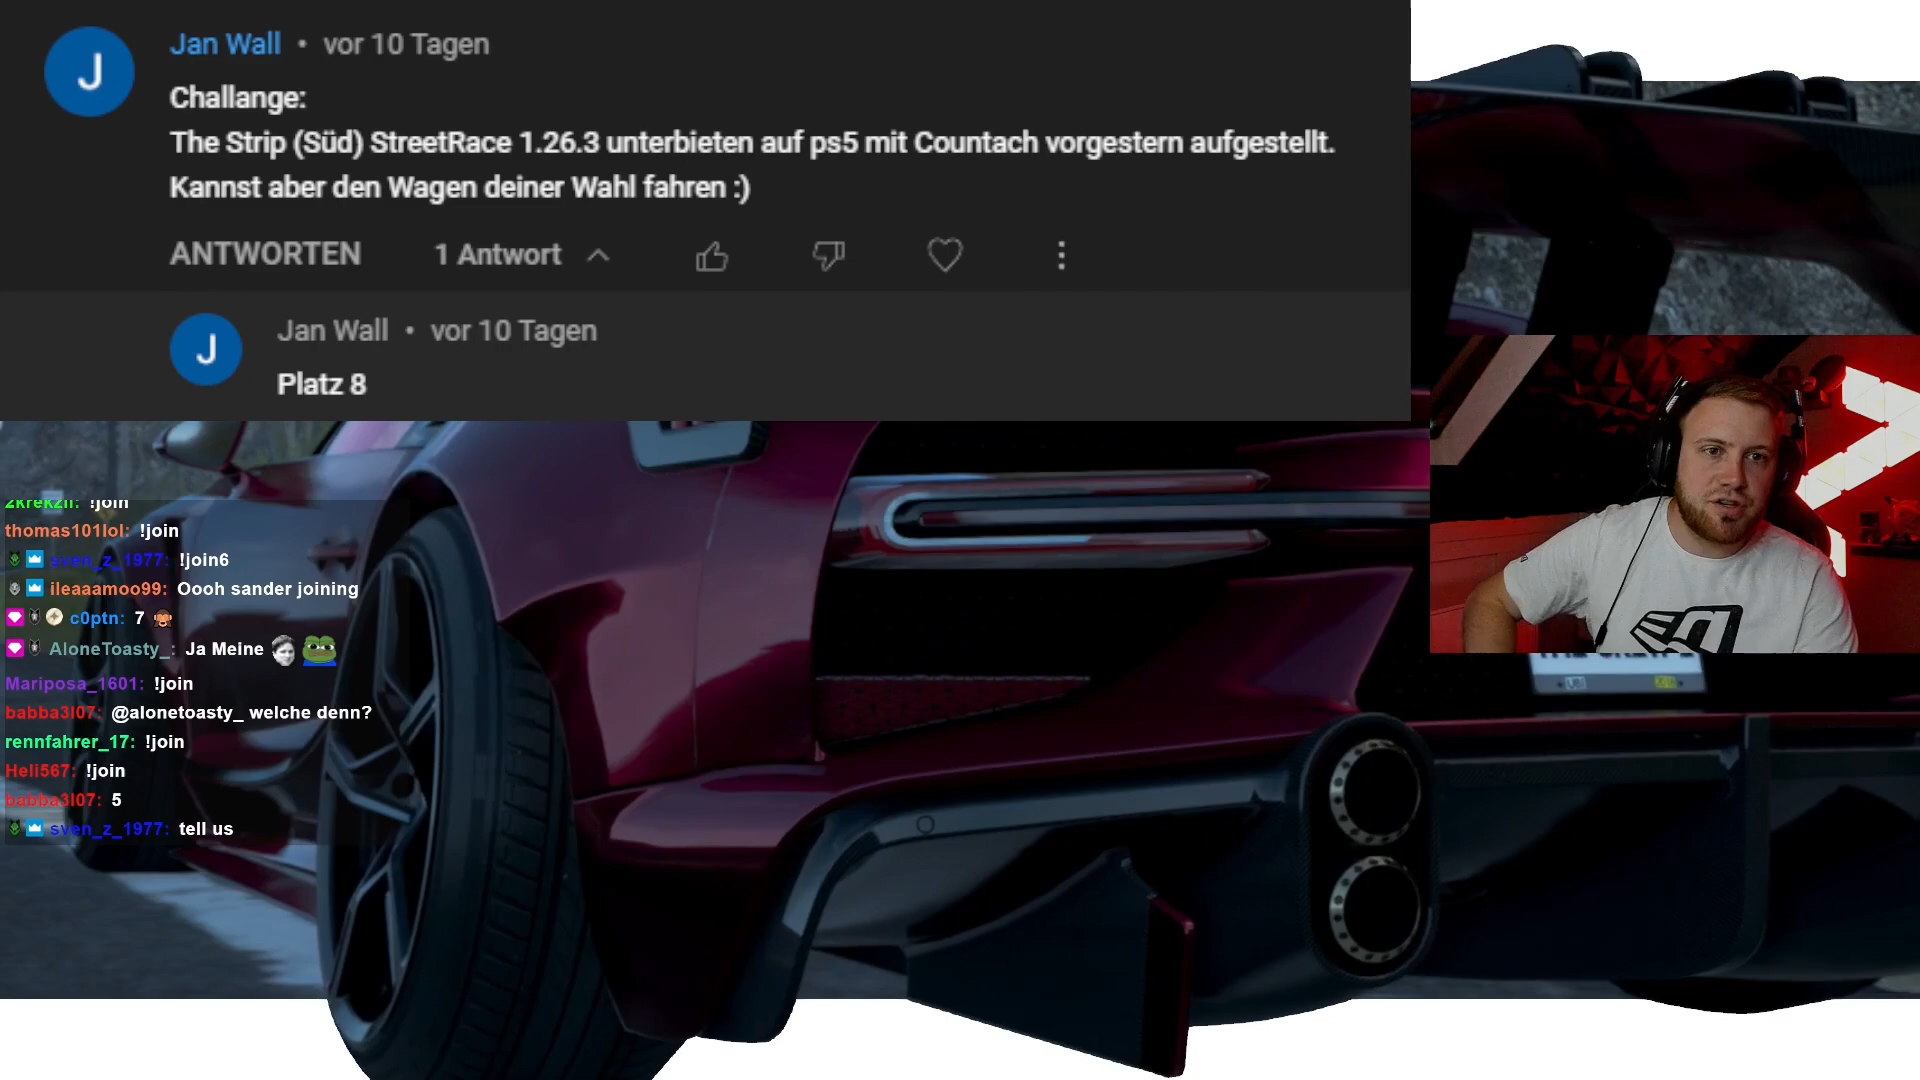 J
Jan Wall • vor 10 Tagen
Challange:
The Strip (Süd) StreetRace 1.26.3 unterbieten auf ps5 mit Countach vorgestern aufgestellt.
Kannst aber den Wagen deiner Wahl fahren :)
ANTWORTEN 1 Antwort
J
Jan Wall • vor 10 Tagen
Platz 8
!join
thomas101lol: !join
sven_z_1977: !join6
ileaaamoo99: Oooh sander joining
c0ptn: 7
AloneToasty_: Ja Meine
Mariposa_1601: !join
babba3l07: @alonetoasty_ welche denn?
rennfahrer_17: !join
Heli567: !join
babba3l07: 5
sven_z_1977: tell us